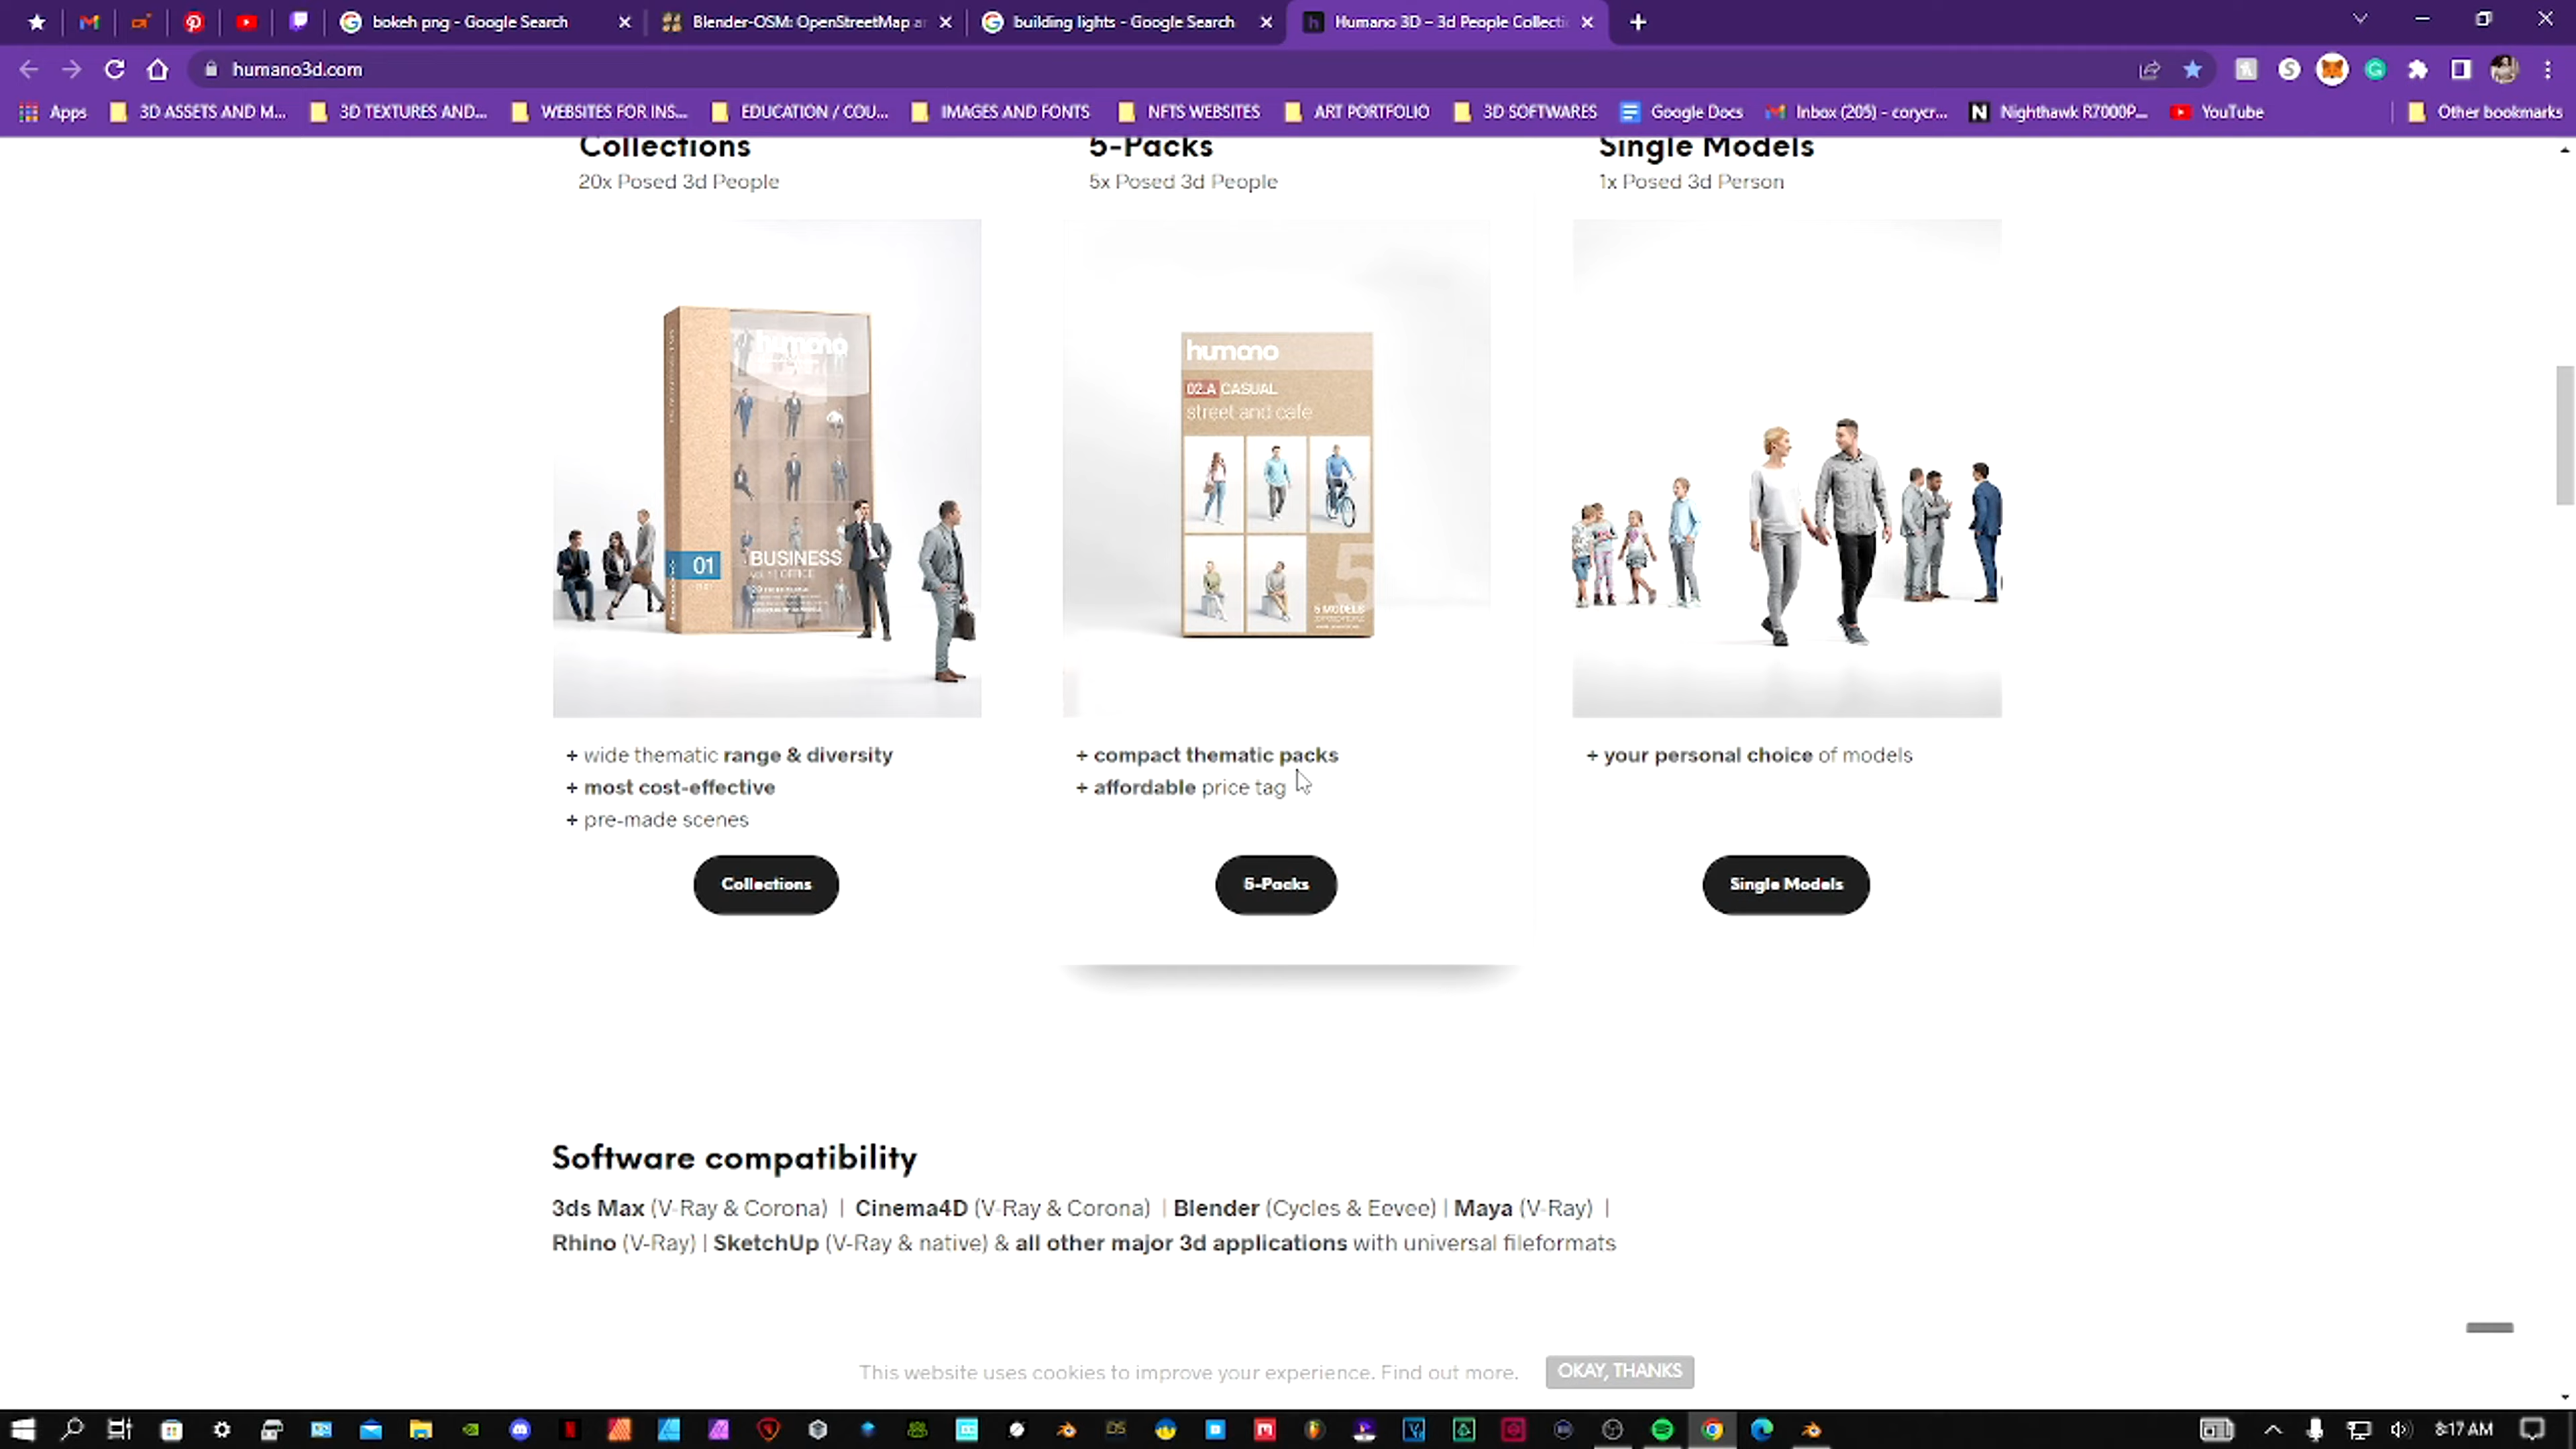 bokeh png - Google Search
Blender-OSM: OpenStreetMap a
building lights - Google Search
Humano 3D – 3d People Collecti
humano3d.com
Apps
3D ASSETS AND M...
3D TEXTURES AND...
WEBSITES FOR INS...
EDUCATION / COU...
IMAGES AND FONTS
NFTS WEBSITES
ART PORTFOLIO
3D SOFTWARES
Google Docs
Inbox (205) - corycr...
Nighthawk R7000P...
YouTube
Other bookmarks
Collections
20x Posed 3d People
5-Packs
5x Posed 3d People
Single Models
1x Posed 3d Person
humano
01
BUSINESS
OFFICE
humano
02.A CASUAL
street and cafe
5
5 MODELS
+ wide thematic range & diversity
+ most cost-effective
+ pre-made scenes
+ compact thematic packs
+ affordable price tag
+ your personal choice of models
Collections
5-Packs
Single Models
Software compatibility
3ds Max (V-Ray & Corona) | Cinema4D (V-Ray & Corona) | Blender (Cycles & Eevee) | Maya (V-Ray) |
Rhino (V-Ray) | SketchUp (V-Ray & native) & all other major 3d applications with universal fileformats
This website uses cookies to improve your experience. Find out more.
OKAY, THANKS
8:17 AM